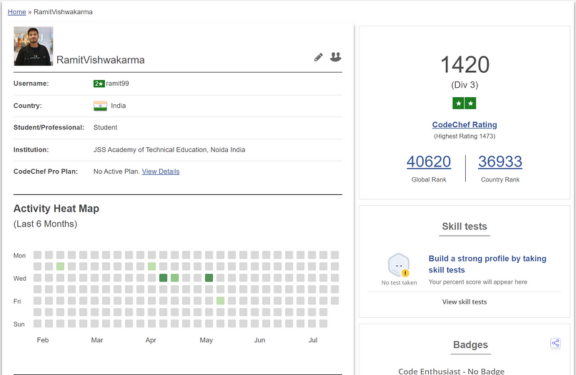 Home » RamitVishwakarma
RamitVishwakarma
Username: 2★ ramit99
Country: India
Student/Professional: Student
Institution: JSS Academy of Technical Education, Noida India
CodeChef Pro Plan: No Active Plan. View Details
Activity Heat Map
(Last 6 Months)
Mon
Wed
Fri
Sun
Feb Mar Apr May Jun Jul
1420
(Div 3)
★ ★
CodeChef Rating
(Highest Rating 1473)
40620 36933
Global Rank Country Rank
Skill tests
No test taken
Build a strong profile by taking
skill tests
Your percent score will appear here
View skill tests
Badges
Code Enthusiast - No Badge